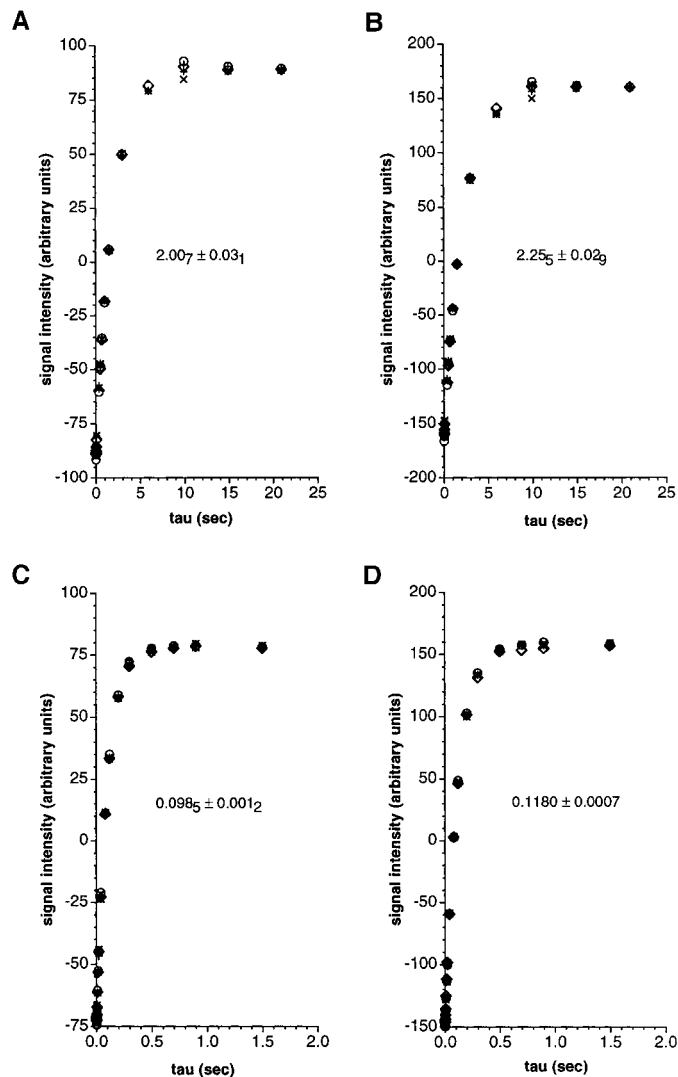 A
signal intensity (arbitrary units)
100
75
50
25
0
-25
-50
-75
-100
2.007 ± 0.031
0 5 10 15 20 25
tau (sec)
B
signal intensity (arbitrary units)
200
150
100
50
0
-50
-100
-150
-200
2.255 ± 0.029
0 5 10 15 20 25
tau (sec)
C
signal intensity (arbitrary units)
100
75
50
25
0
-25
-50
-75
0.0985 ± 0.0012
0.0 0.5 1.0 1.5 2.0
tau (sec)
D
signal intensity (arbitrary units)
200
150
100
50
0
-50
-100
-150
0.1180 ± 0.0007
0.0 0.5 1.0 1.5 2.0
tau (sec)